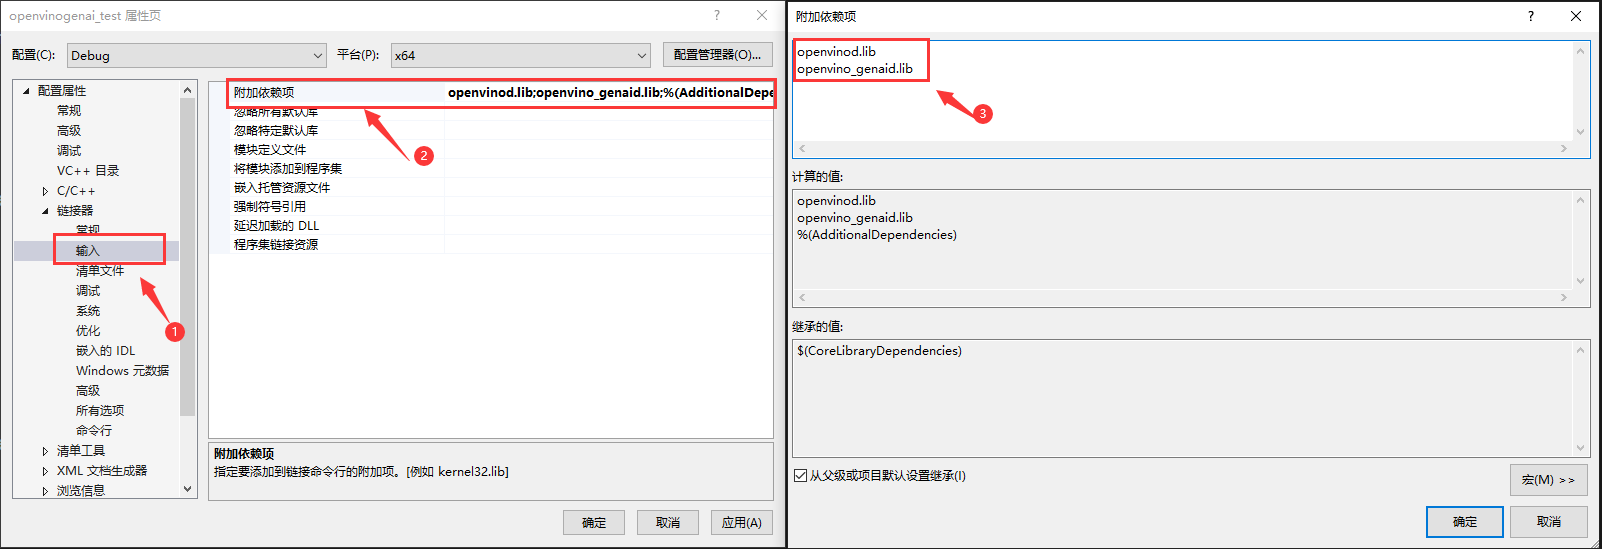 openvinogenai_test 属性页
?
配置(C):
Debug
平台(P):
x64
配置管理器(O)...
配置属性
常规
高级
调试
VC++ 目录
C/C++
链接器
常规
输入
清单文件
调试
系统
优化
嵌入的 IDL
Windows 元数据
高级
所有选项
命令行
清单工具
XML 文档生成器
浏览信息
1
附加依赖项 openvinod.lib;openvino_genaid.lib;%(AdditionalDepe
忽略所有默认库
忽略特定默认库
模块定义文件
将模块添加到程序集
嵌入托管资源文件
强制符号引用
延迟加载的 DLL
程序集链接资源
2
附加依赖项
指定要添加到链接命令行的附加项。[例如 kernel32.lib]
确定
取消
应用(A)
附加依赖项
?
openvinod.lib
openvino_genaid.lib
3
计算的值:
openvinod.lib
openvino_genaid.lib
%(AdditionalDependencies)
继承的值:
$(CoreLibraryDependencies)
从父级或项目默认设置继承(I)
宏(M) >>
确定
取消